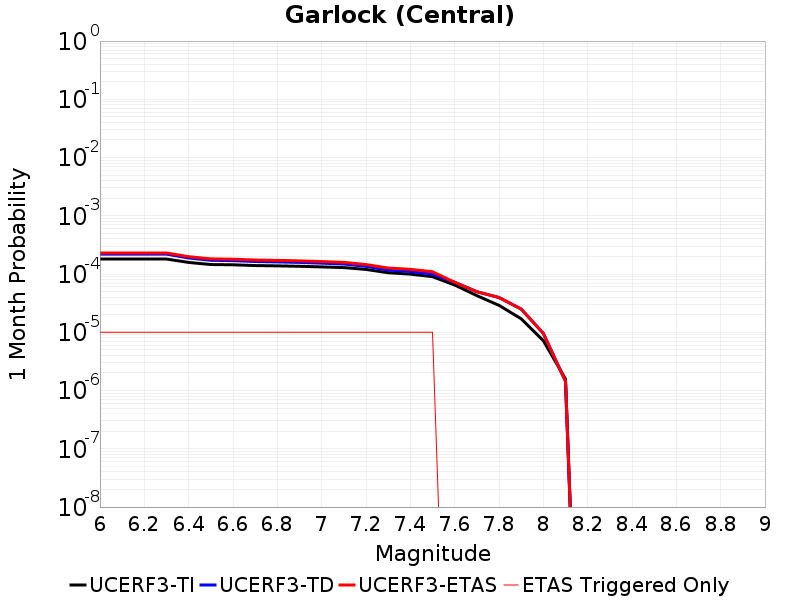 Garlock (Central)
1 Month Probability
10^0
10^-1
10^-2
10^-3
10^-4
10^-5
10^-6
10^-7
10^-8
6 6.2 6.4 6.6 6.8 7 7.2 7.4 7.6 7.8 8 8.2 8.4 8.6 8.8 9
Magnitude
UCERF3-TI UCERF3-TD UCERF3-ETAS ETAS Triggered Only